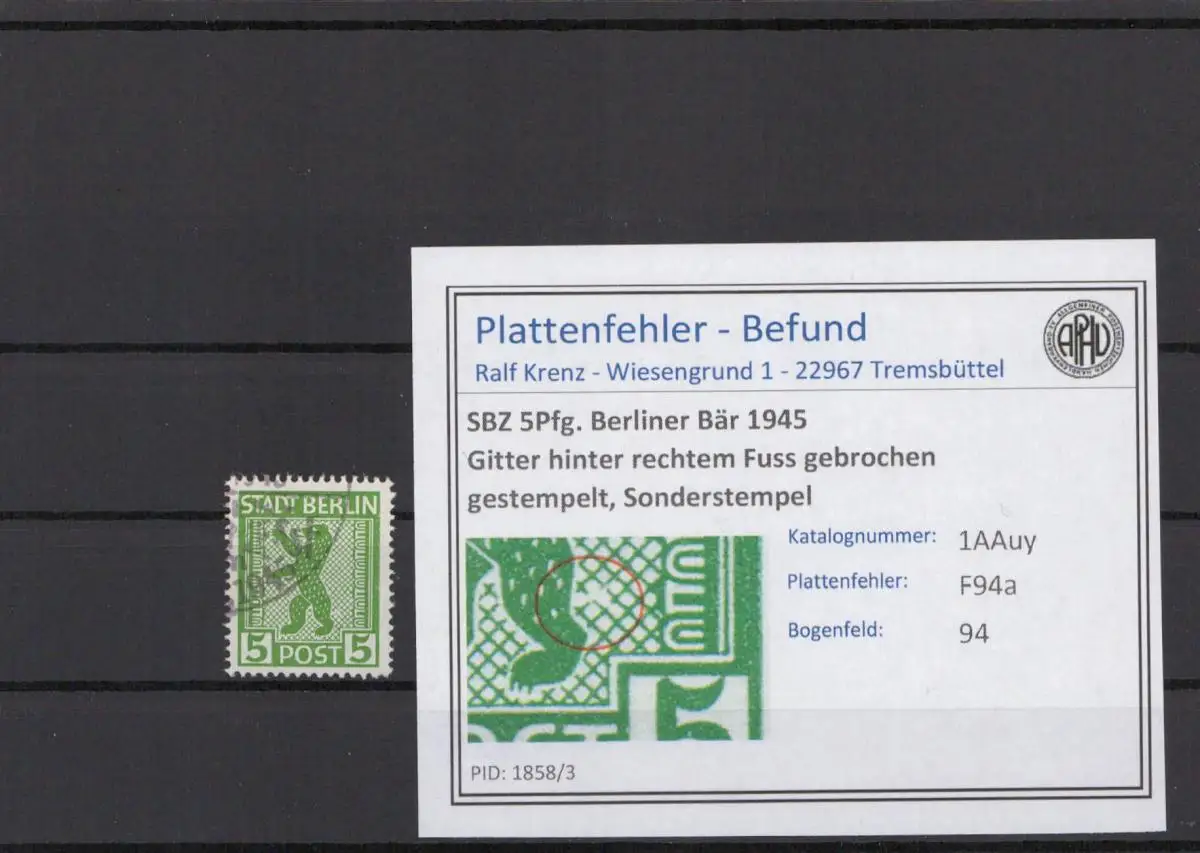 Plattenfehler - Befund
Ralf Krenz - Wiesengrund 1 - 22967 Tremsbüttel
SBZ 5Pfg. Berliner Bär 1945
Gitter hinter rechtem Fuss gebrochen
gestempelt, Sonderstempel
Katalognummer: 1AAuy
Plattenfehler: F94a
Bogenfeld: 94
PID: 1858/3
APHV
STADT BERLIN
5 POST 5